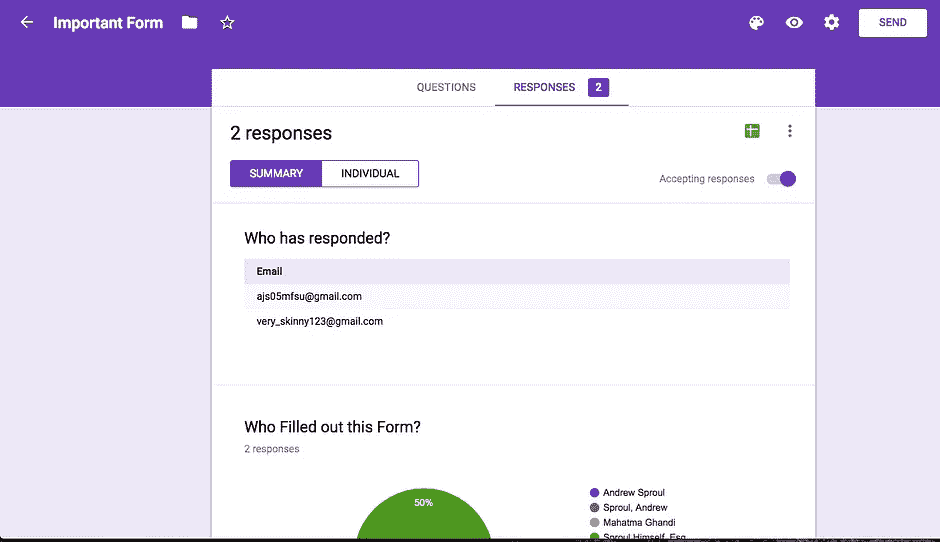 Important Form
SEND
QUESTIONS
RESPONSES 2
2 responses
SUMMARY INDIVIDUAL
Accepting responses
Who has responded?
Email
ajs05mfsu@gmail.com
very_skinny123@gmail.com
Who Filled out this Form?
2 responses
50%
Andrew Sproul
Sproul, Andrew
Mahatma Ghandi
Sproul Himself, Esq